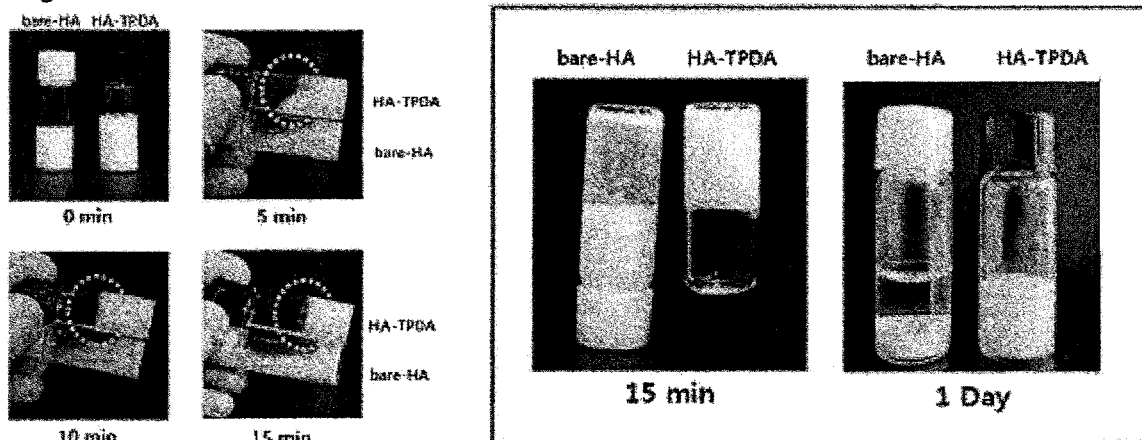 bare-HA HA-TPDA
0 min
5 min
HA-TPDA
bare-HA
10 min
15 min
HA-TPDA
bare-HA
bare-HA HA-TPDA
15 min
bare-HA HA-TPDA
1 Day